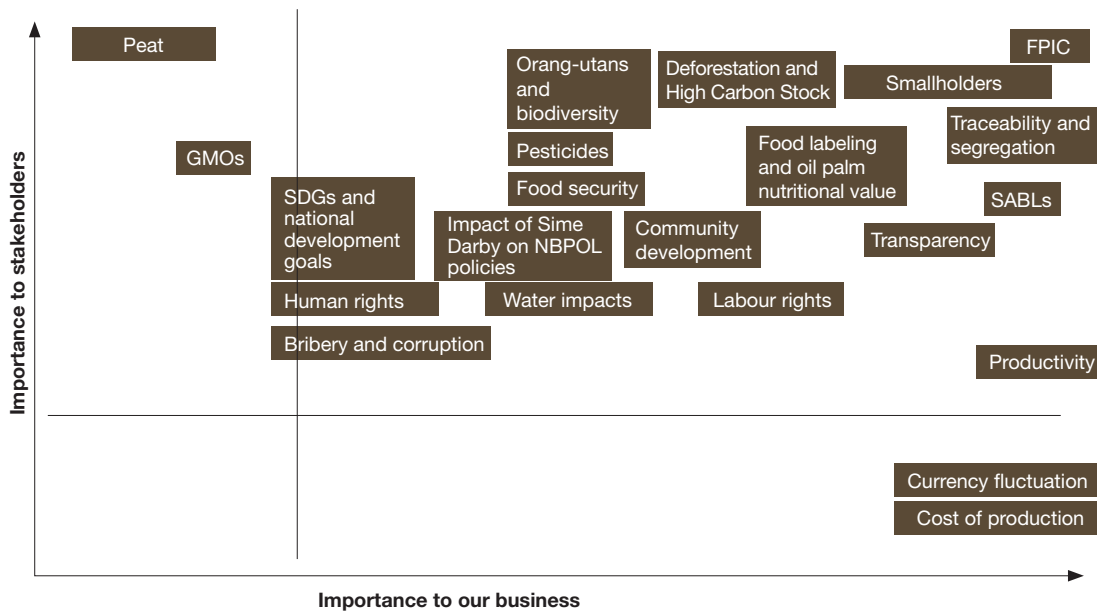 Peat
FPIC
Orang-utans
and
biodiversity
Deforestation and
High Carbon Stock
Smallholders
Traceability and
segregation
GMOs
Pesticides
Food labeling
and oil palm
nutritional value
Food security
SABLs
SDGs and
national
development
goals
Impact of Sime
Darby on NBPOL
policies
Community
development
Transparency
Human rights
Water impacts
Labour rights
Bribery and corruption
Productivity
Currency fluctuation
Cost of production
Importance to stakeholders
Importance to our business